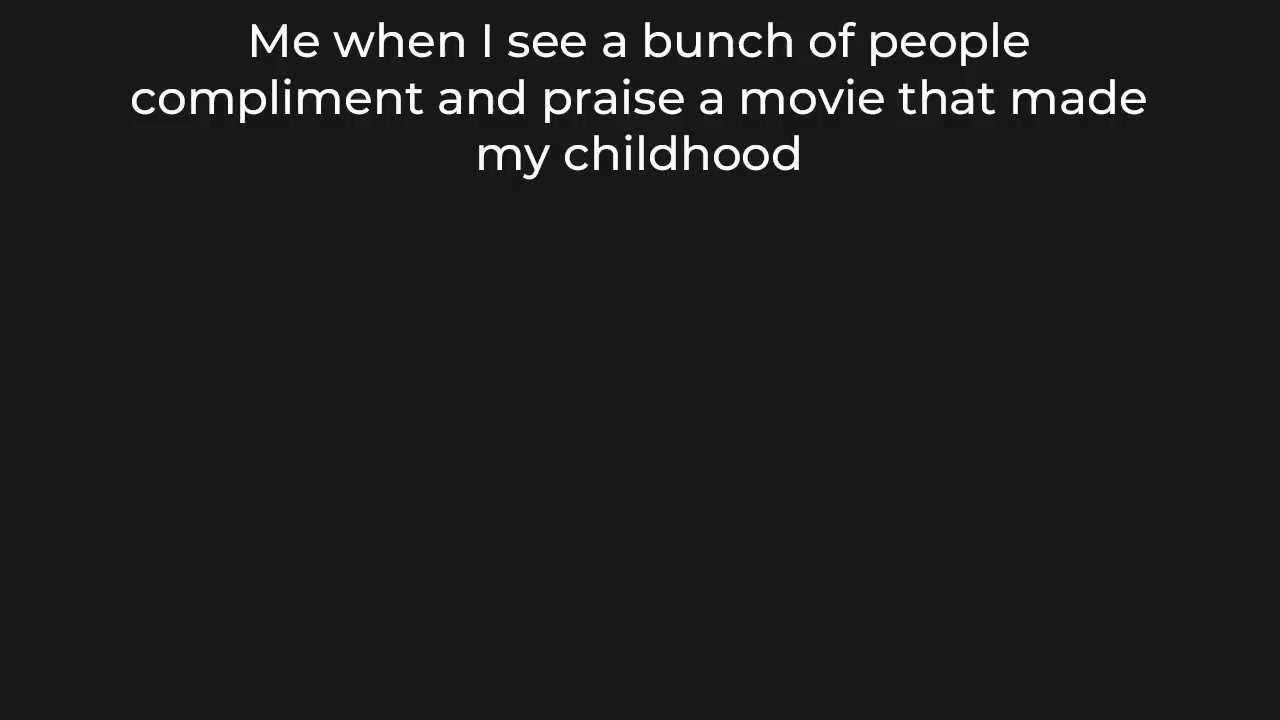 Me when I see a bunch of people
compliment and praise a movie that made
my childhood